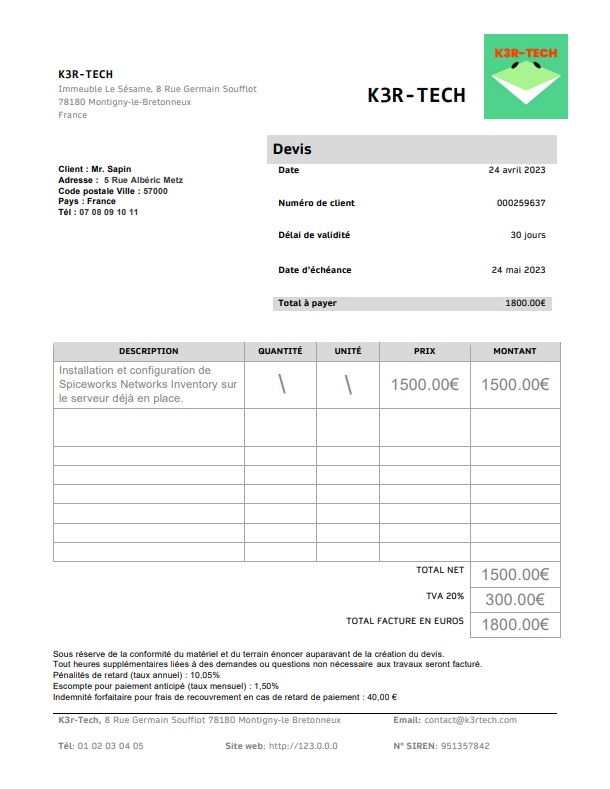 K3R-TECH
K3R-TECH
Immeuble Le Sésame, 8 Rue Germain Soufflot
78180 Montigny-le-Bretonneux
France
K3R-TECH
Devis
Client : Mr. Sapin
Adresse : 5 Rue Albéric Metz
Code postale Ville : 57000
Pays : France
Tél : 07 08 09 10 11
Date 24 avril 2023
Numéro de client 000259637
Délai de validité 30 jours
Date d'échéance 24 mai 2023
Total à payer 1800.00€
DESCRIPTION QUANTITÉ UNITÉ PRIX MONTANT
Installation et configuration de
Spiceworks Networks Inventory sur
le serveur déjà en place.
\ \ 1500.00€ 1500.00€
TOTAL NET 1500.00€
TVA 20% 300.00€
TOTAL FACTURE EN EUROS 1800.00€
Sous réserve de la conformité du matériel et du terrain énoncer auparavant de la création du devis.
Tout heures supplémentaires liées à des demandes ou questions non nécessaire aux travaux seront facturé.
Pénalités de retard (taux annuel) : 10,05%
Escompte pour paiement anticipé (taux mensuel) : 1,50%
Indemnité forfaitaire pour frais de recouvrement en cas de retard de paiement : 40,00 €
K3r-Tech, 8 Rue Germain Soufflot 78180 Montigny-le Bretonneux Email: contact@k3rtech.com
Tél: 01 02 03 04 05 Site web: http://123.0.0.0 N° SIREN: 951357842